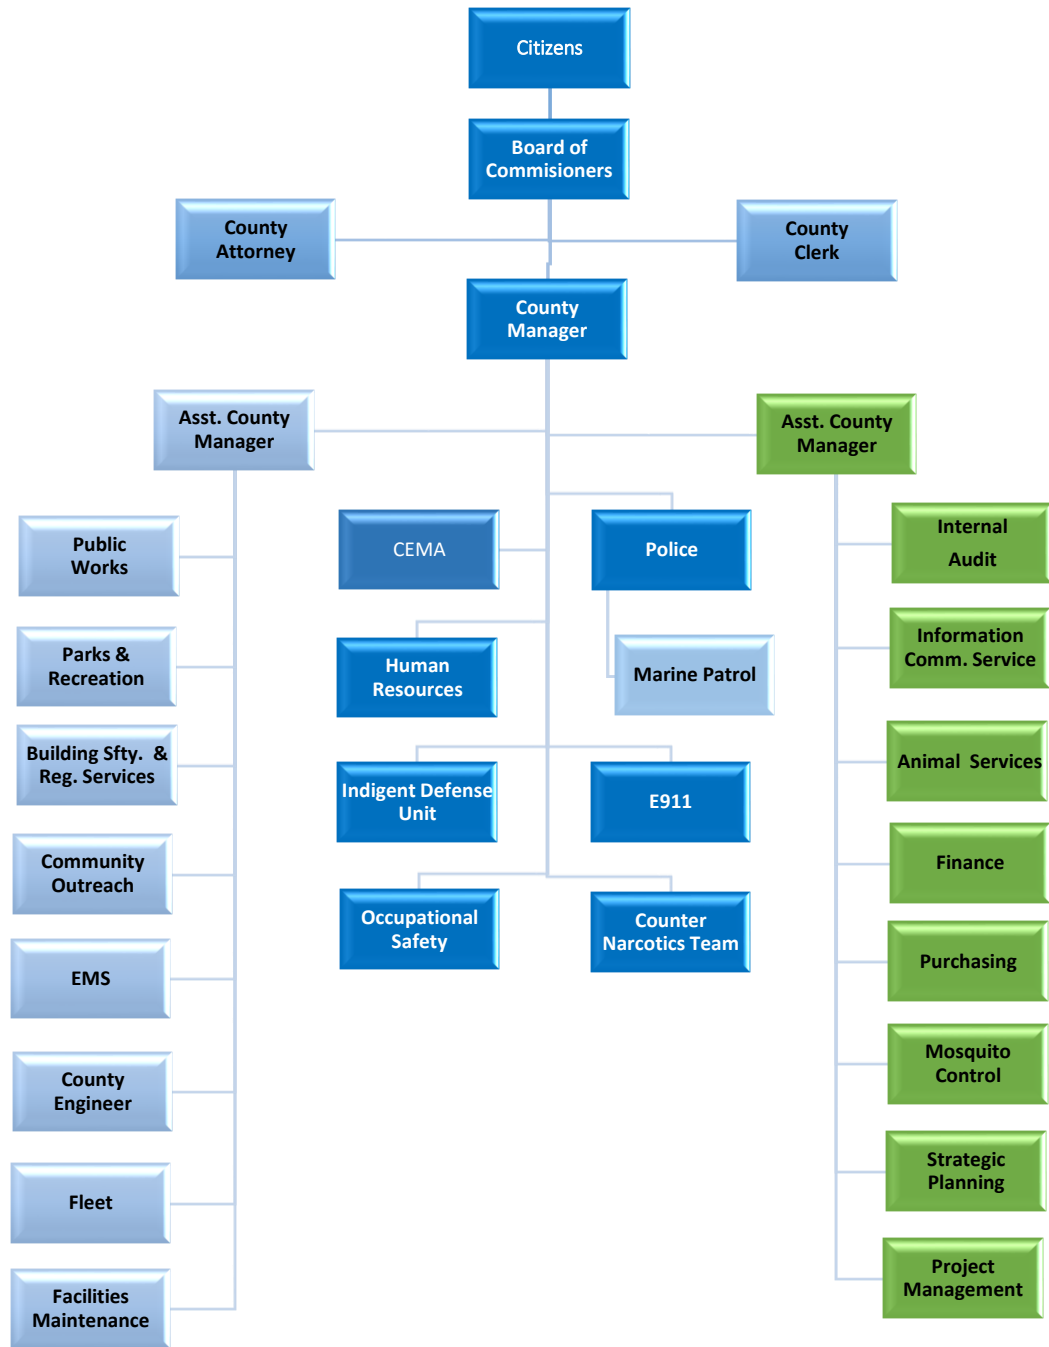 Citizens
Board of
Commisioners
County
Attorney
County
Clerk
County
Manager
Asst. County
Manager
Asst. County
Manager
Public
Works
Parks &
Recreation
Building Sfty. &
Reg. Services
Community
Outreach
EMS
County
Engineer
Fleet
Facilities
Maintenance
CEMA
Police
Human
Resources
Marine Patrol
Indigent Defense
Unit
E911
Occupational
Safety
Counter
Narcotics Team
Internal
Audit
Information
Comm. Service
Animal Services
Finance
Purchasing
Mosquito
Control
Strategic
Planning
Project
Management